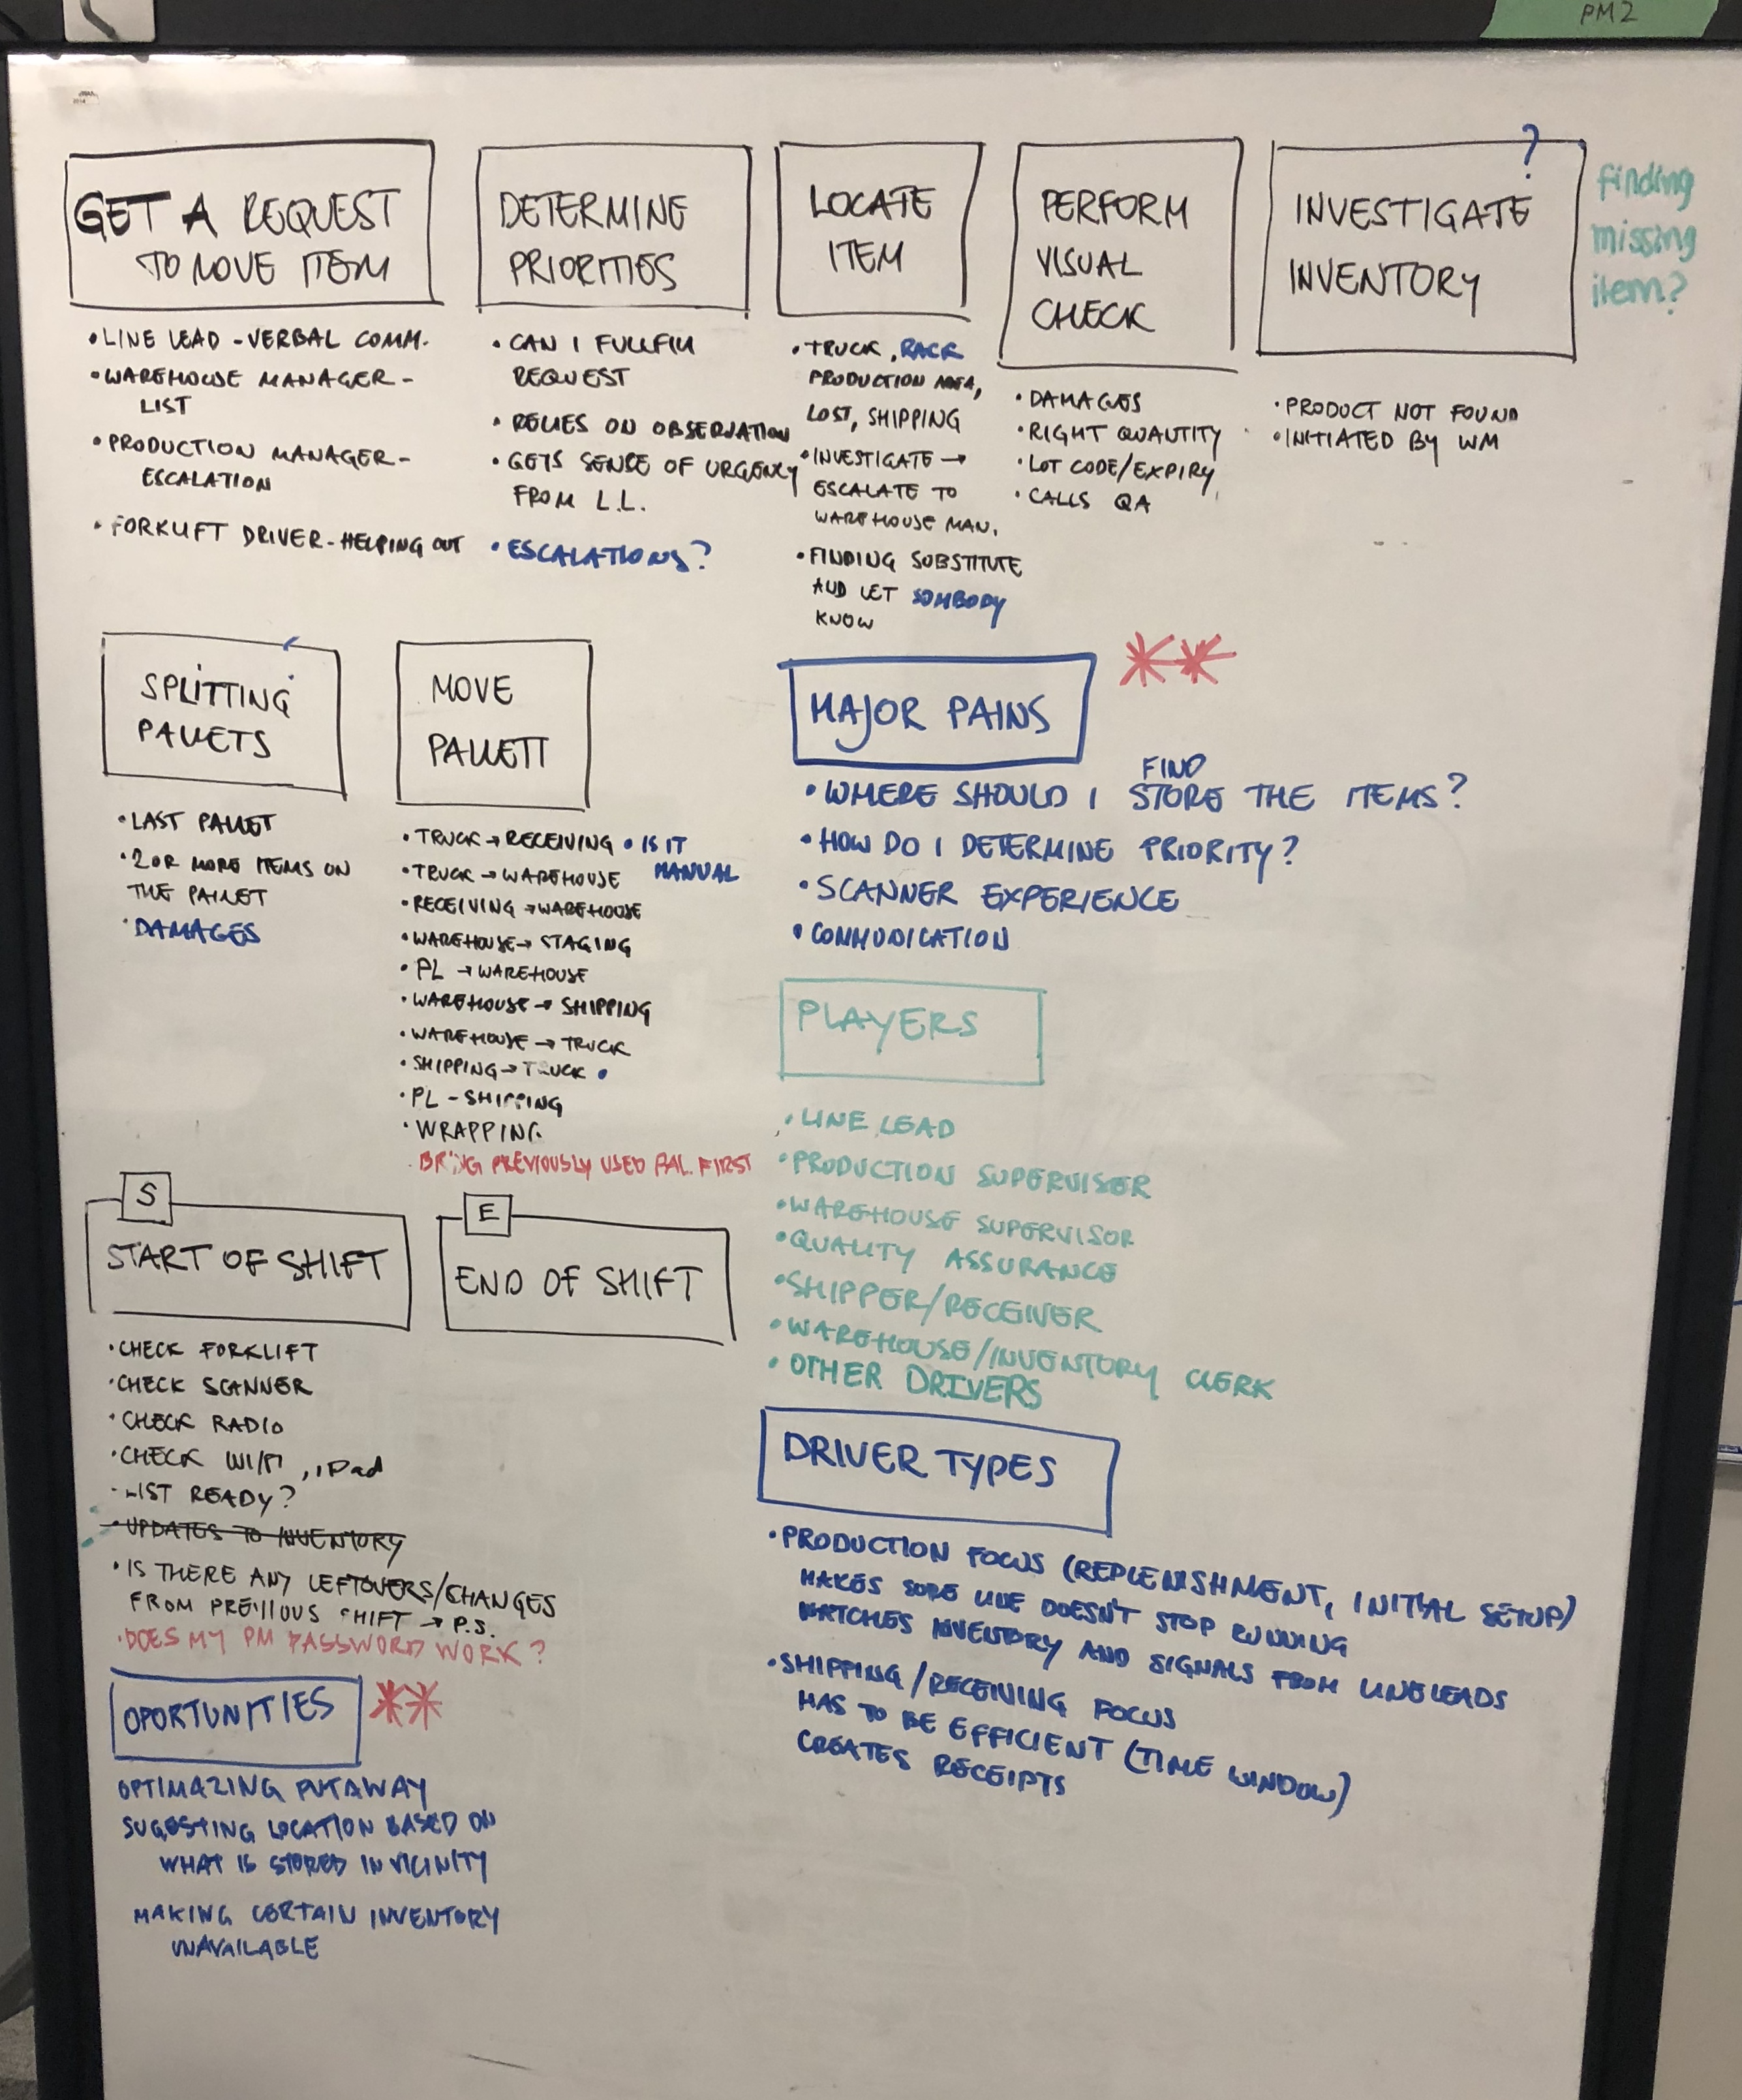 PM2
GET A REQUEST
TO MOVE ITEM
• LINE LEAD - VERBAL COMM.
• WAREHOUSE MANAGER -
LIST
• PRODUCTION MANAGER -
ESCALATION
• FORKLIFT DRIVER - HELPING OUT
DETERMINE
PRIORITIES
• CAN I FULLFILL
REQUEST
• RELIES ON OBSERVATION
• GETS SENSE OF URGENCY
FROM L.L.
• ESCALATIONS?
LOCATE
ITEM
• TRUCK, RACK
PRODUCTION AREA,
LOST, SHIPPING
• INVESTIGATE →
ESCALATE TO
WAREHOUSE MAN.
• FINDING SUBSTITUTE
AND LET SOMBODY
KNOW
PERFORM
VISUAL
CHECK
• DAMAGES
• RIGHT QUANTITY
• LOT CODE/EXPIRY
• CALLS QA
?
INVESTIGATE
INVENTORY
• PRODUCT NOT FOUND
• INITIATED BY WM
finding
missing
item?
SPLITTING
PALLETS
• LAST PALLET
• 2 OR MORE ITEMS ON
THE PALLET
• DAMAGES
MOVE
PALLETT
• TRUCK → RECEIVING • IS IT
MANUAL
• TRUCK → WAREHOUSE
• RECEIVING → WAREHOUSE
• WAREHOUSE → STAGING
• PL → WAREHOUSE
• WAREHOUSE → SHIPPING
• WAREHOUSE → TRUCK
• SHIPPING → TRUCK •
• PL - SHIPPING
• WRAPPING
• BRING PREVIOUSLY USED PAL. FIRST
MAJOR PAINS **
FIND
• WHERE SHOULD I STORE THE ITEMS?
• HOW DO I DETERMINE PRIORITY?
• SCANNER EXPERIENCE
• COMMUNICATION
PLAYERS
• LINE LEAD
• PRODUCTION SUPERVISER
• WAREHOUSE SUPERVISOR
• QUALITY ASSURANCE
• SHIPPER/RECEIVER
• WAREHOUSE/INVENTORY CLERK
• OTHER DRIVERS
S
START OF SHIFT
• CHECK FORKLIFT
• CHECK SCANNER
• CHECK RADIO
• CHECK WI/FI, iPad
• LIST READY?
• UPDATES TO INVENTORY
• IS THERE ANY LEFTOVERS/CHANGES
FROM PREVIOUS SHIFT → P.S.
• DOES MY PM PASSWORD WORK?
E
END OF SHIFT
DRIVER TYPES
• PRODUCTION FOCUS (REPLENISHMENT, INITIAL SETUP)
MAKES SURE LINE DOESN'T STOP RUNNING
WATCHES INVENTORY AND SIGNALS FROM LINE LEADS
• SHIPPING/RECEIVING FOCUS
HAS TO BE EFFICIENT (TIME WINDOW)
CREATES RECEIPTS
OPORTUNITIES **
OPTIMAZING PUTAWAY
SUGESTING LOCATION BASED ON
WHAT IS STORED IN VICINITY
MAKING CERTAIN INVENTORY
UNAVAILABLE